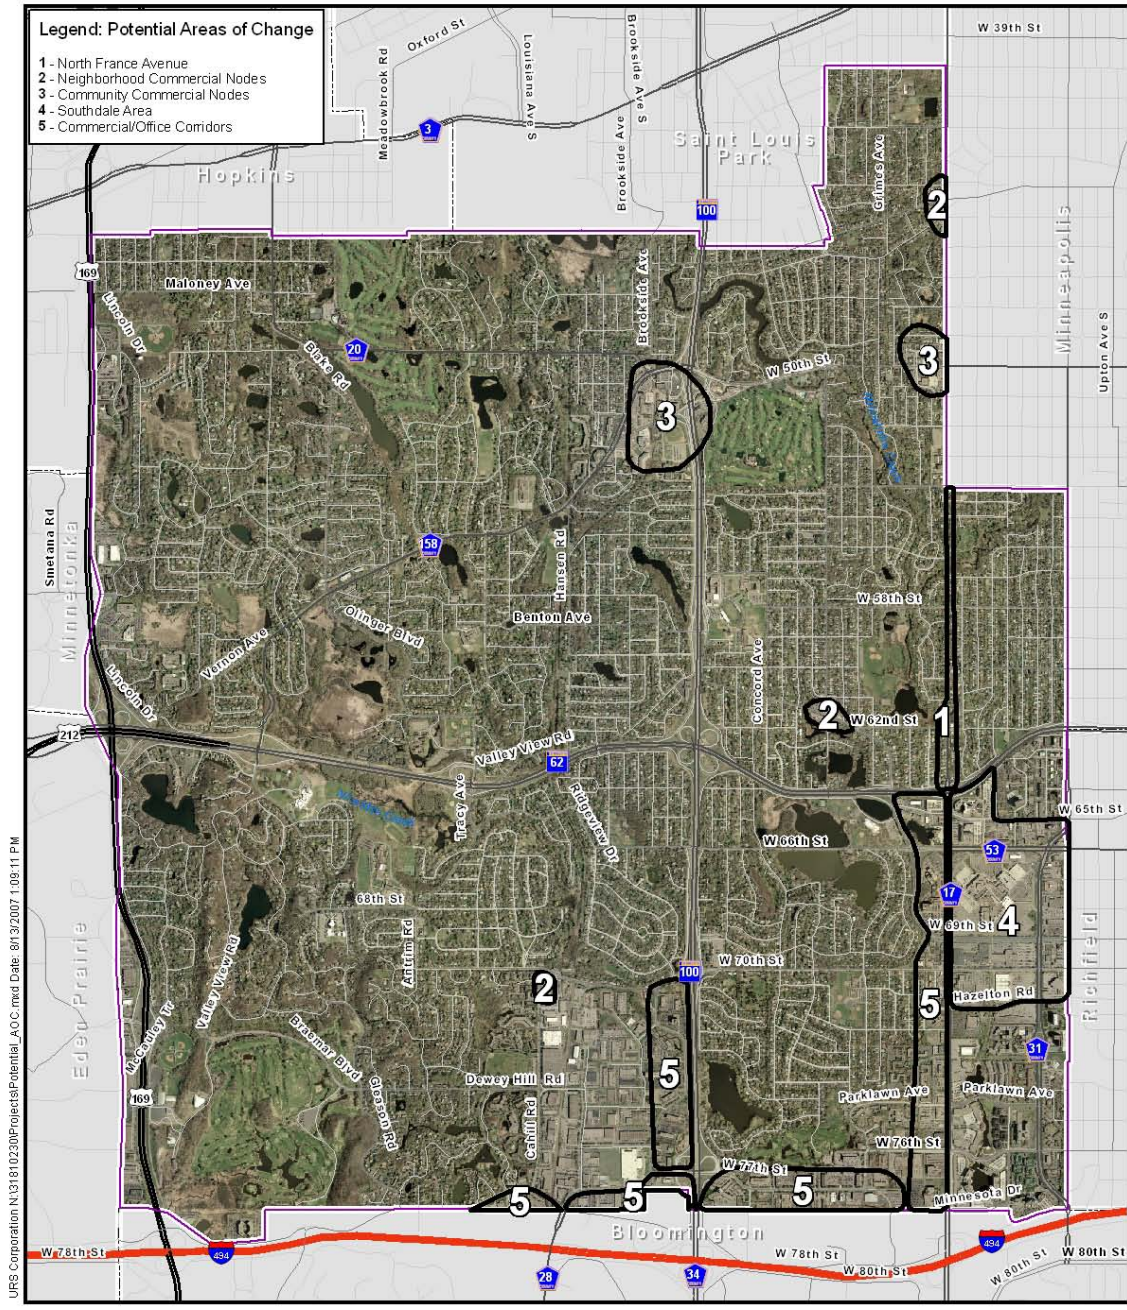 Legend: Potential Areas of Change
1 - North France Avenue
2 - Neighborhood Commercial Nodes
3 - Community Commercial Nodes
4 - Southdale Area
5 - Commercial/Office Corridors
Oxford St
Meadowbrook Rd
Louisiana Ave S
Brookside Ave S
Brookside Ave
W 39th St
3
COUNTY
Saint Louis
Park
Hopkins
Grimes Ave
100
2
Minneapolis
169
Maloney Ave
Brookside Ave
Lincoln Dr
Blake Rd
20
COUNTY
W 50th St
3
3
Upton Ave S
Smetana Rd
Minnetonka
158
COUNTY
Hansen Rd
Benton Ave
W 58th St
Olinger Blvd
Vernon Ave
Concord Ave
Lincoln Dr
2
W 62nd St
1
212
Valley View Rd
62
Tracy Ave
Ridgeview Dr
W 65th St
W 66th St
53
COUNTY
17
COUNTY
68th St
W 69th St
4
Antrim Rd
Valley View Rd
Eden Prairie
Richfield
W 70th St
100
2
Hazelton Rd
5
McCauley Tr
Braemar Blvd
Gleason Rd
31
COUNTY
Dewey Hill Rd
5
Parklawn Ave
Parklawn Ave
169
Cahill Rd
W 76th St
W 77th St
5
5
5
Minnesota Dr
Bloomington
W 78th St
494
W 78th St
494
W 80th St
W 80th St
W 80th St
28
COUNTY
34
COUNTY
URS Corporation N:\31810230\Projects\Potential_AOC.mxd Date: 8/13/2007 1:09:11 PM